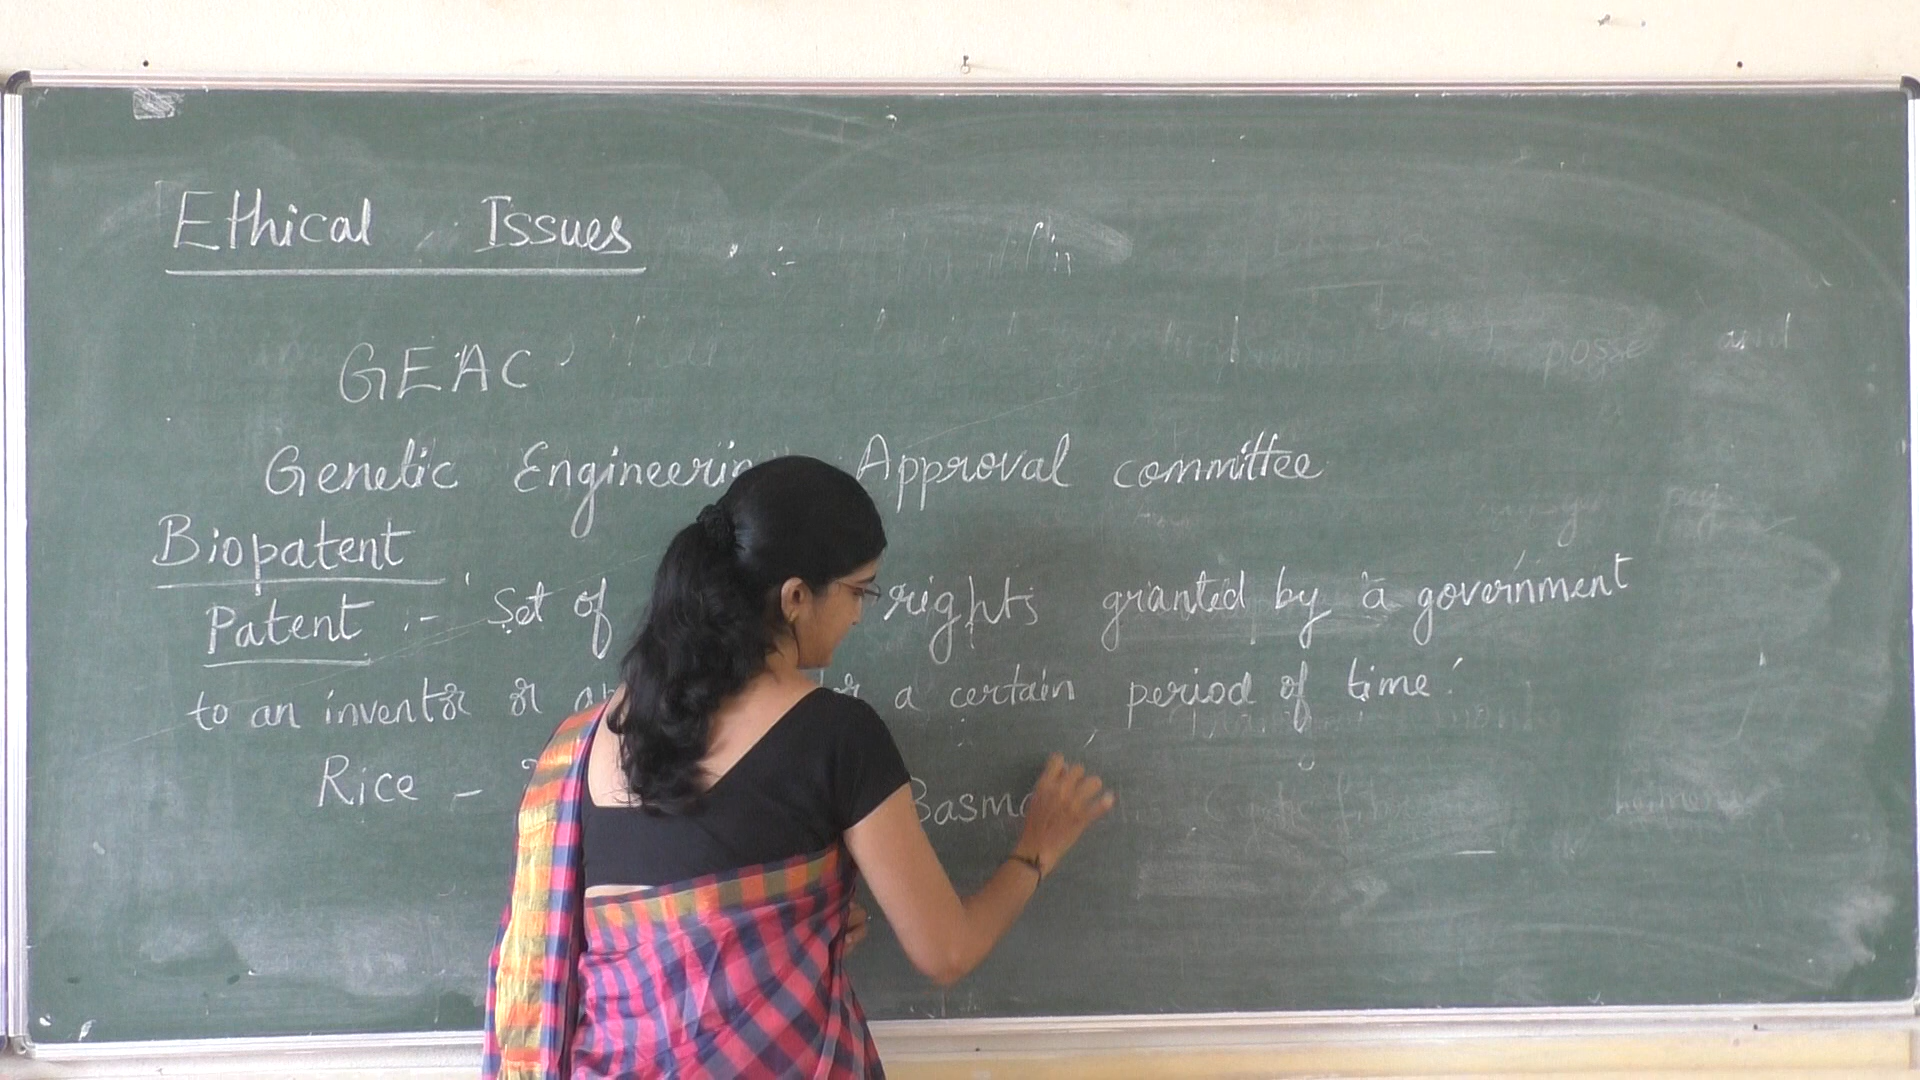 Ethical Issues
GEAC
Genetic Engineering Approval committee
Biopatent
Patent :- Set of rights granted by a government
to an inventor or a certain period of time.
Rice -